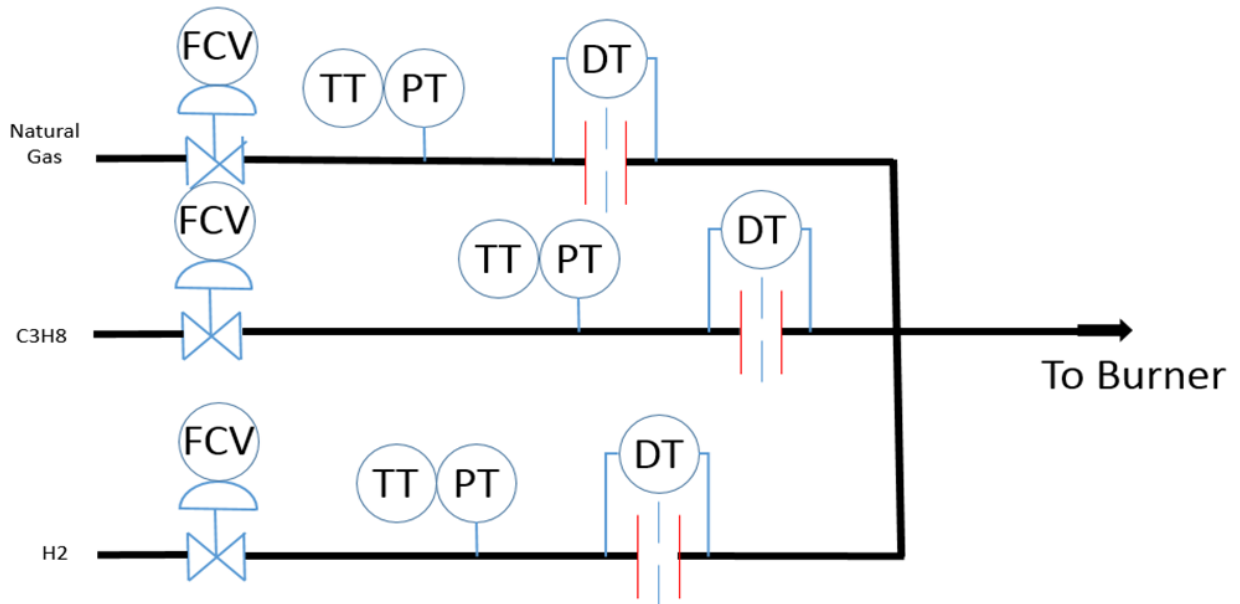 FCV
TT PT
DT
Natural
Gas
FCV
TT PT
DT
C3H8
To Burner
FCV
TT PT
DT
H2